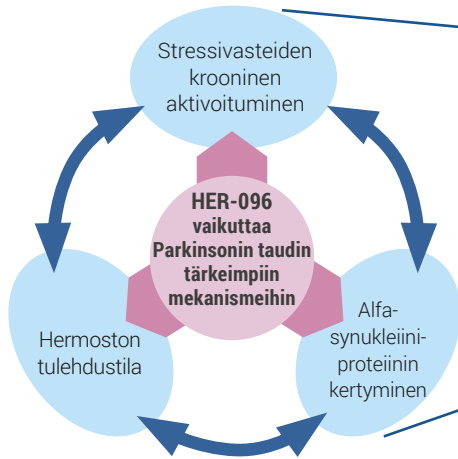 Stressivasteiden
krooninen
aktivoituminen
HER-096
vaikuttaa
Parkinsonin taudin
tärkeimpiin
mekanismeihin
Hermoston
tulehdustila
Alfa-
synukleiini-
proteiinin
kertyminen